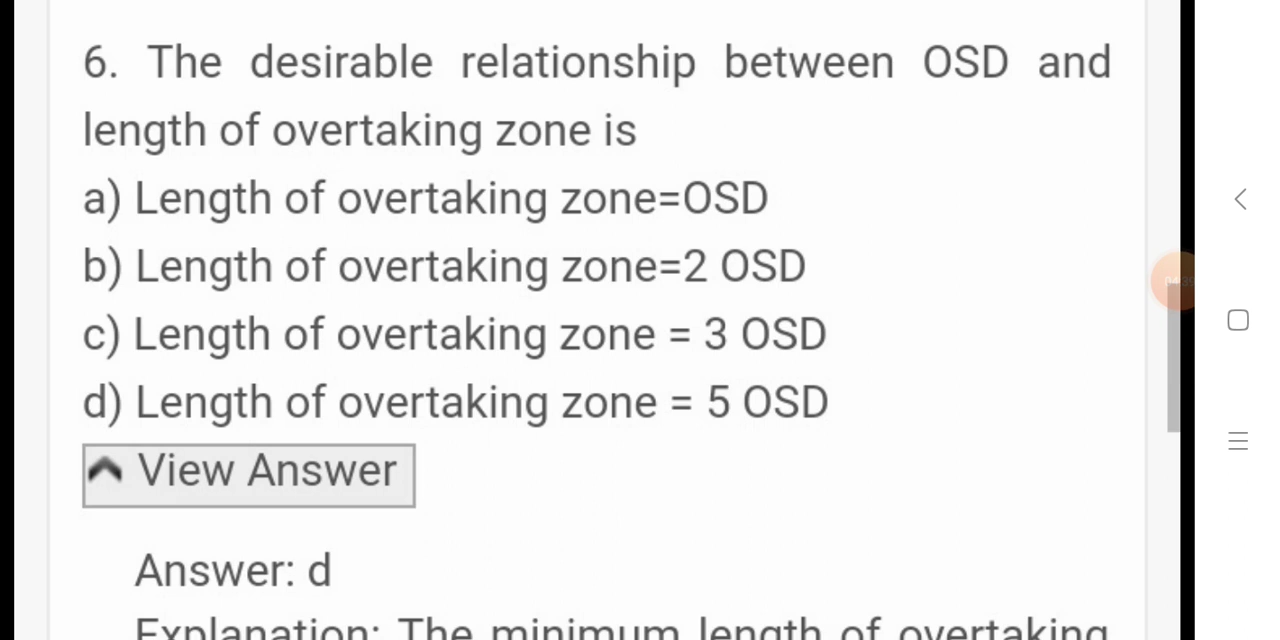 6. The desirable relationship between OSD and
length of overtaking zone is
a) Length of overtaking zone=OSD
b) Length of overtaking zone=2 OSD
c) Length of overtaking zone = 3 OSD
d) Length of overtaking zone = 5 OSD
View Answer
Answer: d
Explanation: The minimum length of overtaking